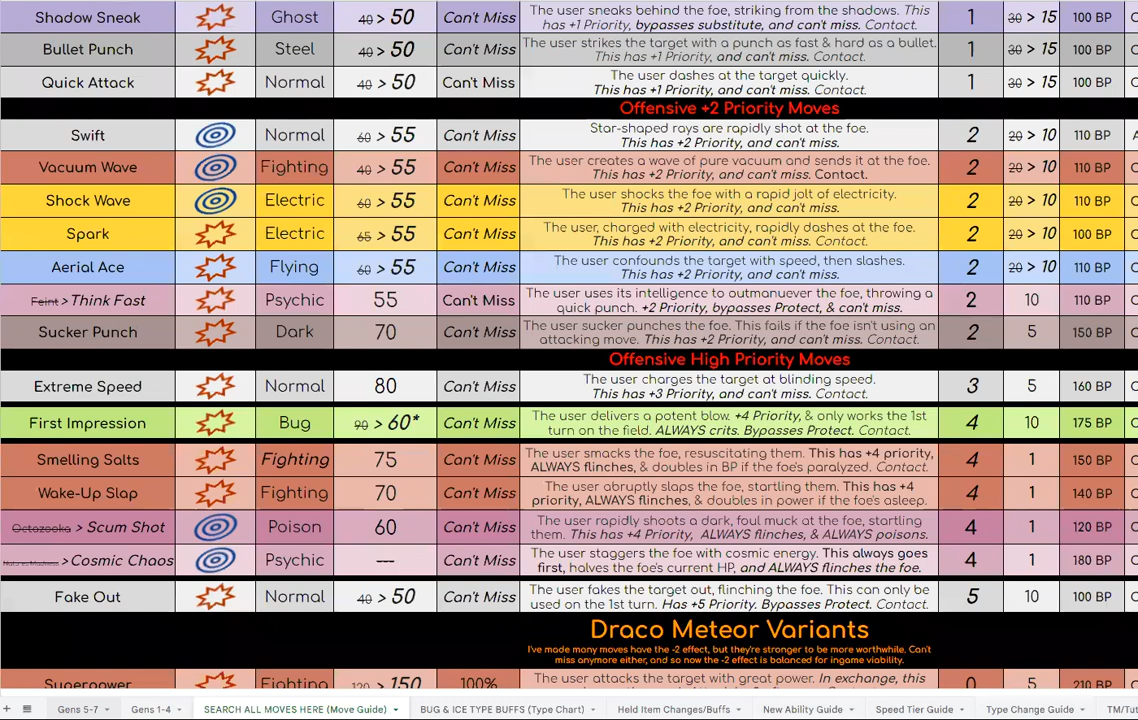 Shadow Sneak Ghost 40 > 50 Can't Miss The user sneaks behind the foe, striking from the shadows. This has +1 Priority, bypasses substitute, and can't miss. Contact. 1 30 > 15 100 BP
Bullet Punch Steel 40 > 50 Can't Miss The user strikes the target with a punch as fast & hard as a bullet. This has +1 Priority, and can't miss. Contact. 1 30 > 15 100 BP
Quick Attack Normal 40 > 50 Can't Miss The user dashes at the target quickly. This has +1 Priority, and can't miss. Contact. 1 30 > 15 100 BP
Offensive +2 Priority Moves
Swift Normal 60 > 55 Can't Miss Star-shaped rays are rapidly shot at the foe. This has +2 Priority, and can't miss. 2 20 > 10 110 BP
Vacuum Wave Fighting 40 > 55 Can't Miss The user creates a wave of pure vacuum and sends it at the foe. This has +2 Priority, and can't miss. Contact. 2 20 > 10 110 BP
Shock Wave Electric 60 > 55 Can't Miss The user shocks the foe with a rapid jolt of electricity. This has +2 Priority, and can't miss. 2 20 > 10 110 BP
Spark Electric 65 > 55 Can't Miss The user, charged with electricity, rapidly dashes at the foe. This has +2 Priority, and can't miss. Contact. 2 20 > 10 100 BP
Aerial Ace Flying 60 > 55 Can't Miss The user confounds the target with speed, then slashes. This has +2 Priority, and can't miss. 2 20 > 10 110 BP
Feint > Think Fast Psychic 55 Can't Miss The user uses its intelligence to outmanuever the foe, throwing a quick punch. +2 Priority, bypasses Protect, & can't miss. 2 10 110 BP
Sucker Punch Dark 70 Can't Miss The user sucker punches the foe. This fails if the foe isn't using an attacking move. This has +2 Priority, and can't miss. Contact. 2 5 150 BP
Offensive High Priority Moves
Extreme Speed Normal 80 Can't Miss The user charges the target at blinding speed. This has +3 Priority, and can't miss. Contact. 3 5 160 BP
First Impression Bug 90 > 60* Can't Miss The user delivers a potent blow. +4 Priority, & only works the 1st turn on the field. ALWAYS crits. Bypasses Protect. Contact. 4 10 175 BP
Smelling Salts Fighting 75 Can't Miss The user smacks the foe, resuscitating them. This has +4 priority, ALWAYS flinches, & doubles in BP if the foe's paralyzed. Contact. 4 1 150 BP
Wake-Up Slap Fighting 70 Can't Miss The user abruptly slaps the foe, startling them. This has +4 priority, ALWAYS flinches, & doubles in power if the foe's asleep. 4 1 140 BP
Octazooka > Scum Shot Poison 60 Can't Miss The user rapidly shoots a dark, foul muck at the foe, startling them. This has +4 Priority, ALWAYS flinches, & ALWAYS poisons. 4 1 120 BP
> Cosmic Chaos Psychic --- Can't Miss The user staggers the foe with cosmic energy. This always goes first, halves the foe's current HP, and ALWAYS flinches the foe. 4 1 180 BP
Fake Out Normal 40 > 50 Can't Miss The user fakes the target out, flinching the foe. This can only be used on the 1st turn. Has +5 Priority. Bypasses Protect. Contact. 5 10 100 BP
Draco Meteor Variants
I've made many moves have the -2 effect, but they're stronger to be more worthwhile. Can't
miss anymore either, and so now the -2 effect is balanced for ingame viability.
Superpower Fighting 120 > 150 100% The user attacks the target with great power. In exchange, this 0 5 210 BP
+ Gens 5-7 Gens 1-4 SEARCH ALL MOVES HERE (Move Guide) BUG & ICE TYPE BUFFS (Type Chart) Held Item Changes/Buffs New Ability Guide Speed Tier Guide Type Change Guide TM/Tut